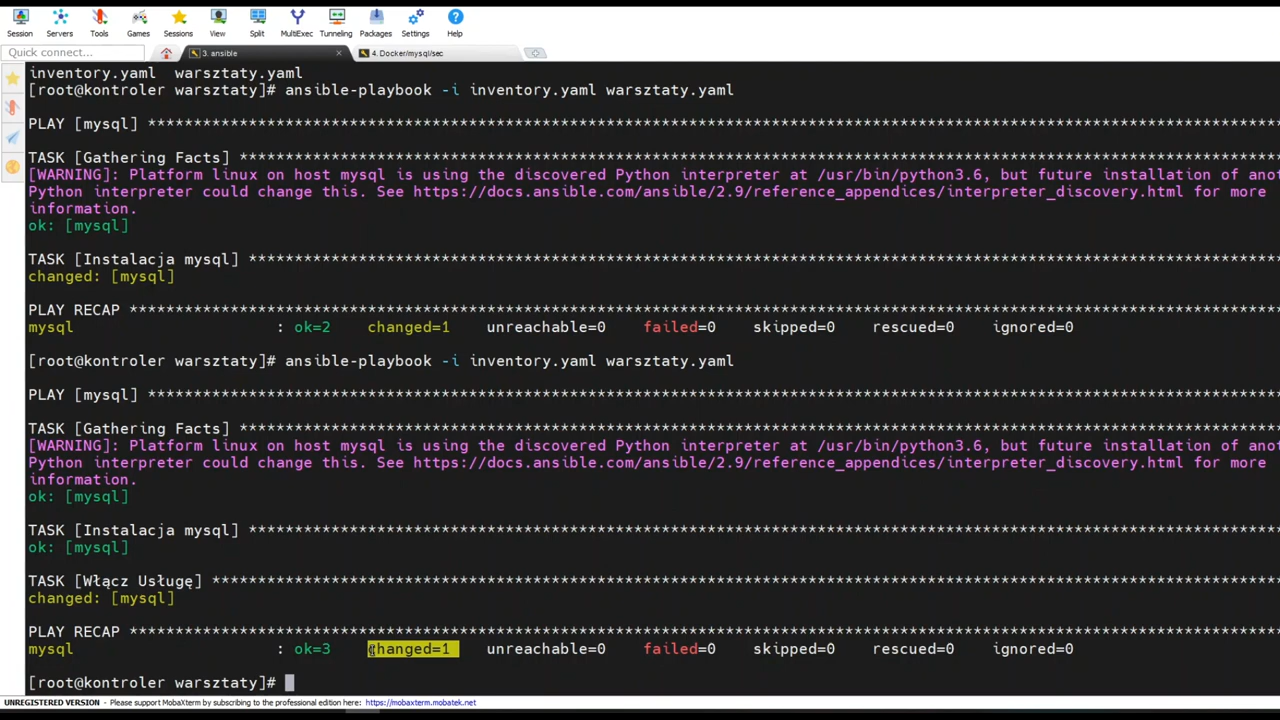 Session Servers Tools Games Sessions View Split MultiExec Tunneling Packages Settings Help
Quick connect... 3. ansible 4. Docker/mysql/sec
inventory.yaml  warsztaty.yaml
[root@kontroler warsztaty]# ansible-playbook -i inventory.yaml warsztaty.yaml
PLAY [mysql] ****************************************************************************************************************************
TASK [Gathering Facts] ******************************************************************************************************************
[WARNING]: Platform linux on host mysql is using the discovered Python interpreter at /usr/bin/python3.6, but future installation of anot
Python interpreter could change this. See https://docs.ansible.com/ansible/2.9/reference_appendices/interpreter_discovery.html for more
information.
ok: [mysql]
TASK [Instalacja mysql] *****************************************************************************************************************
changed: [mysql]
PLAY RECAP ******************************************************************************************************************************
mysql                      : ok=2    changed=1    unreachable=0    failed=0    skipped=0    rescued=0    ignored=0
[root@kontroler warsztaty]# ansible-playbook -i inventory.yaml warsztaty.yaml
PLAY [mysql] ****************************************************************************************************************************
TASK [Gathering Facts] ******************************************************************************************************************
[WARNING]: Platform linux on host mysql is using the discovered Python interpreter at /usr/bin/python3.6, but future installation of anot
Python interpreter could change this. See https://docs.ansible.com/ansible/2.9/reference_appendices/interpreter_discovery.html for more
information.
ok: [mysql]
TASK [Instalacja mysql] *****************************************************************************************************************
ok: [mysql]
TASK [Włącz Usługę] *********************************************************************************************************************
changed: [mysql]
PLAY RECAP ******************************************************************************************************************************
mysql                      : ok=3    changed=1    unreachable=0    failed=0    skipped=0    rescued=0    ignored=0
[root@kontroler warsztaty]#
UNREGISTERED VERSION - Please support MobaXterm by subscribing to the professional edition here: https://mobaxterm.mobatek.net